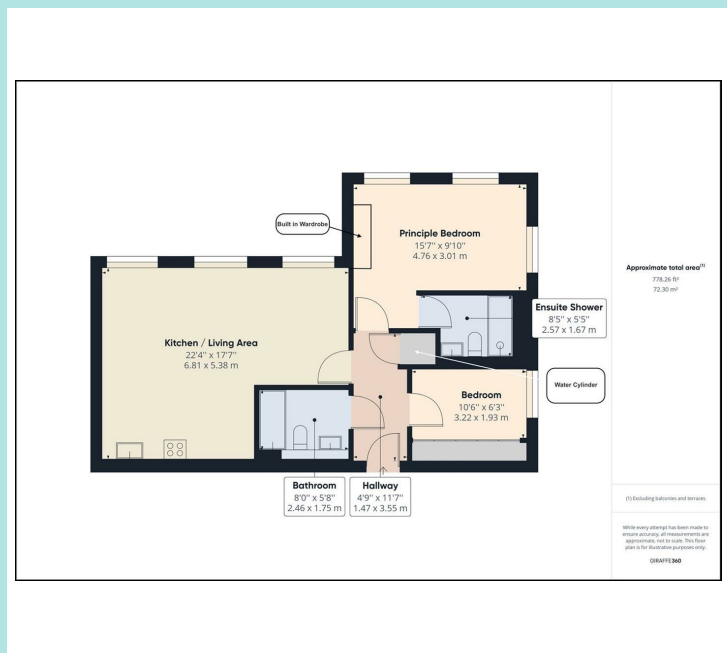 Built in Wardrobe
Principle Bedroom
15'7" x 9'10"
4.76 x 3.01 m
Kitchen / Living Area
22'4" x 17'7"
6.81 x 5.38 m
Ensuite Shower
8'5" x 5'5"
2.57 x 1.67 m
Water Cylinder
Bedroom
10'6" x 6'3"
3.22 x 1.93 m
Bathroom
8'0" x 5'8"
2.46 x 1.75 m
Hallway
4'9" x 11'7"
1.47 x 3.55 m
Approximate total area(1)
778.26 ft²
72.30 m²
(1) Excluding balconies and terraces
While every attempt has been made to
ensure accuracy, all measurements are
approximate, not to scale. This floor
plan is for illustrative purposes only.
GIRAFFE360